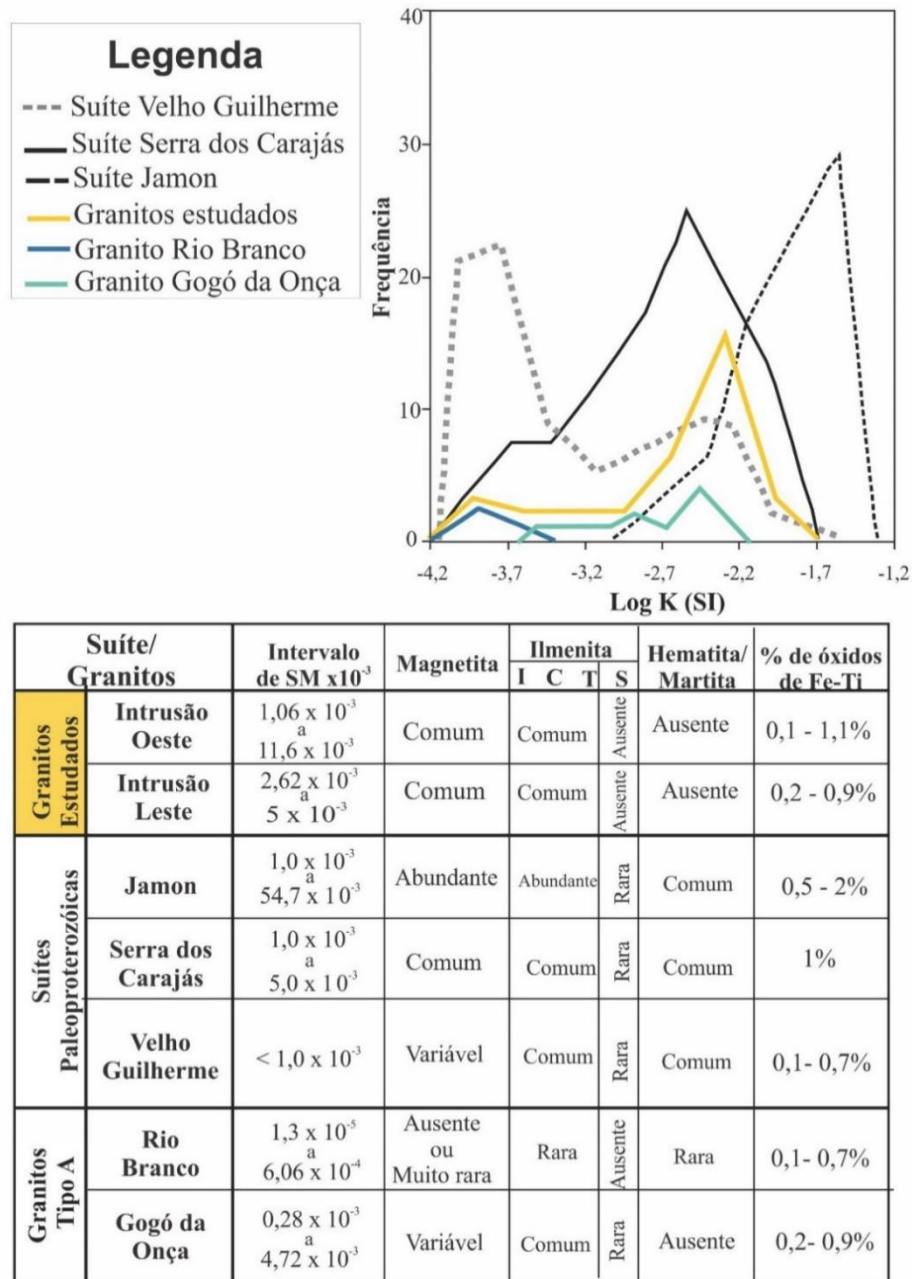 Legenda
Suíte Velho Guilherme
Suíte Serra dos Carajás
Suíte Jamon
Granitos estudados
Granito Rio Branco
Granito Gogó da Onça
Frequência
40
30
20
10
0
-4,2 -3,7 -3,2 -2,7 -2,2 -1,7 -1,2
Log K (SI)
Suíte/
Granitos
Intervalo
de SM x10⁻³
Magnetita
Ilmenita
I C T S
Hematita/
Martita
% de óxidos
de Fe-Ti
Granitos
Estudados
Intrusão
Oeste
1,06 x 10⁻³
a
11,6 x 10⁻³
Comum
Comum
Ausente
Ausente
0,1 - 1,1%
Intrusão
Leste
2,62 x 10⁻³
a
5 x 10⁻³
Comum
Comum
Ausente
Ausente
0,2 - 0,9%
Suítes
Paleoproterozóicas
Jamon
1,0 x 10⁻³
a
54,7 x 10⁻³
Abundante
Abundante
Rara
Comum
0,5 - 2%
Serra dos
Carajás
1,0 x 10⁻³
a
5,0 x 10⁻³
Comum
Comum
Rara
Comum
1%
Velho
Guilherme
< 1,0 x 10⁻³
Variável
Comum
Rara
Comum
0,1- 0,7%
Granitos
Tipo A
Rio
Branco
1,3 x 10⁻⁵
a
6,06 x 10⁻⁴
Ausente
ou
Muito rara
Rara
Ausente
Rara
0,1- 0,7%
Gogó da
Onça
0,28 x 10⁻³
a
4,72 x 10⁻³
Variável
Comum
Rara
Ausente
0,2- 0,9%